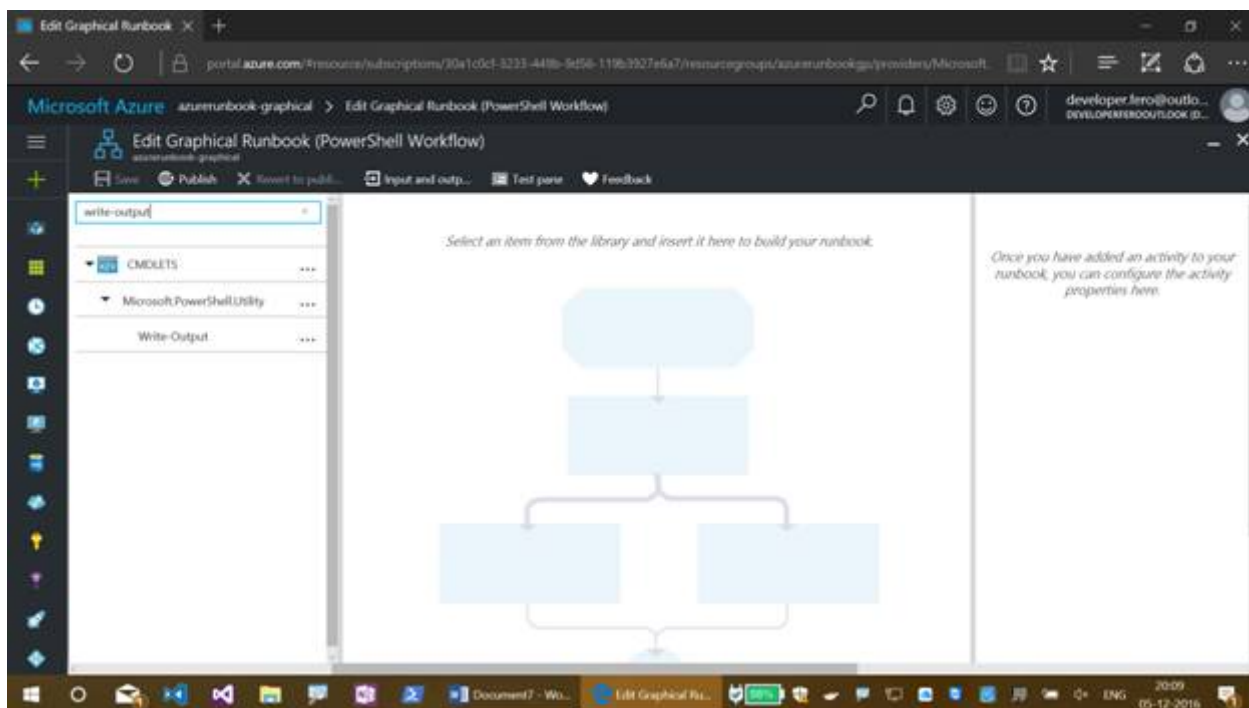 Edit Graphical Runbook
Microsoft Azure azurerunbook-graphical > Edit Graphical Runbook (PowerShell Workflow)
developer.fero@outlo...
Edit Graphical Runbook (PowerShell Workflow)
azurerunbook-graphical
Save Publish Revert to publi... Input and outp... Test pane Feedback
write-output
CMDLETS
Microsoft.PowerShell.Utility
Write-Output
Select an item from the library and insert it here to build your runbook.
Once you have added an activity to your
runbook, you can configure the activity
properties here.
Document7 - Wo... Edit Graphical Ru... ENG
20:09
05-12-2016